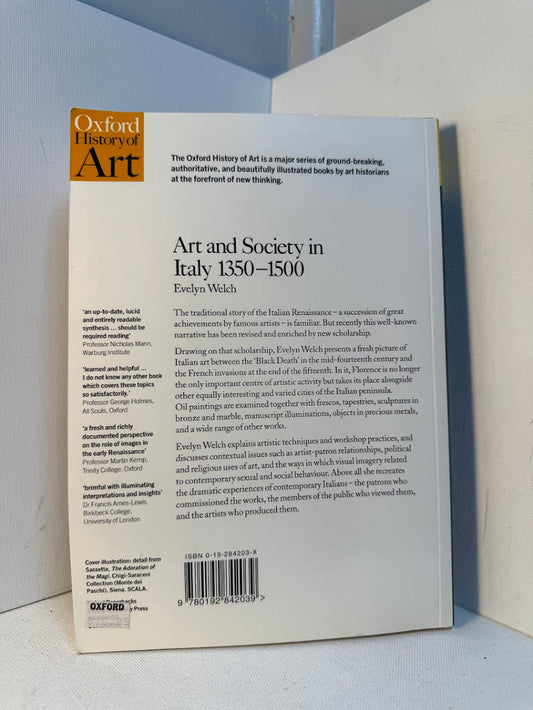 Oxford
History of
Art
The Oxford History of Art is a major series of ground-breaking,
authoritative, and beautifully illustrated books by art historians
at the forefront of new thinking.
Art and Society in
Italy 1350–1500
Evelyn Welch
The traditional story of the Italian Renaissance – a succession of great
achievements by famous artists – is familiar. But recently this well-known
narrative has been revised and enriched by new scholarship.
Drawing on that scholarship, Evelyn Welch presents a fresh picture of
Italian art between the ‘Black Death’ in the mid-fourteenth century and
the French invasions at the end of the fifteenth. In it, Florence is no longer
the only important centre of artistic activity but takes its place alongside
other equally interesting and varied cities of the Italian peninsula.
Oil paintings are examined together with frescos, tapestries, sculptures in
bronze and marble, manuscript illuminations, objects in precious metals,
and a wide range of other works.
Evelyn Welch explains artistic techniques and workshop practices, and
discusses contextual issues such as artist-patron relationships, political
and religious uses of art, and the ways in which visual imagery related
to contemporary sexual and social behaviour. Above all she recreates
the dramatic experiences of contemporary Italians – the patrons who
commissioned the works, the members of the public who viewed them,
and the artists who produced them.
‘an up-to-date, lucid
and entirely readable
synthesis ... should be
required reading’
Professor Nicholas Mann,
Warburg Institute
‘learned and helpful ...
I do not know any other book
which covers these topics
so satisfactorily.’
Professor George Holmes,
All Souls, Oxford
‘a fresh and richly
documented perspective
on the role of images in
the early Renaissance’
Professor Martin Kemp,
Trinity College, Oxford
‘brimful with illuminating
interpretations and insights’
Dr Francis Ames-Lewis,
Birkbeck College,
University of London
Cover illustration: detail from
Sassetta, The Adoration of
the Magi. Chigi-Saraceni
Collection (Monte dei
Paschi), Siena. SCALA.
OXFORD
y Press
ISBN 0-19-284203-X
9 780192 842039 >